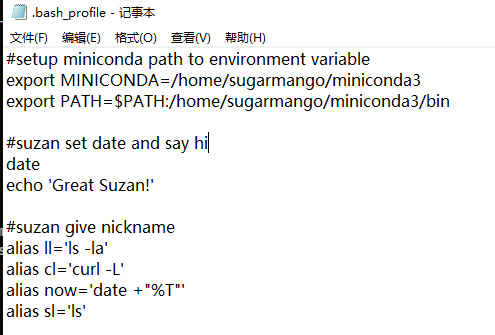 .bash_profile - 记事本
文件(F) 编辑(E) 格式(O) 查看(V) 帮助(H)
#setup miniconda path to environment variable
export MINICONDA=/home/sugarmango/miniconda3
export PATH=$PATH:/home/sugarmango/miniconda3/bin
#suzan set date and say hi
date
echo 'Great Suzan!'
#suzan give nickname
alias ll='ls -la'
alias cl='curl -L'
alias now='date +"%T"'
alias sl='ls'